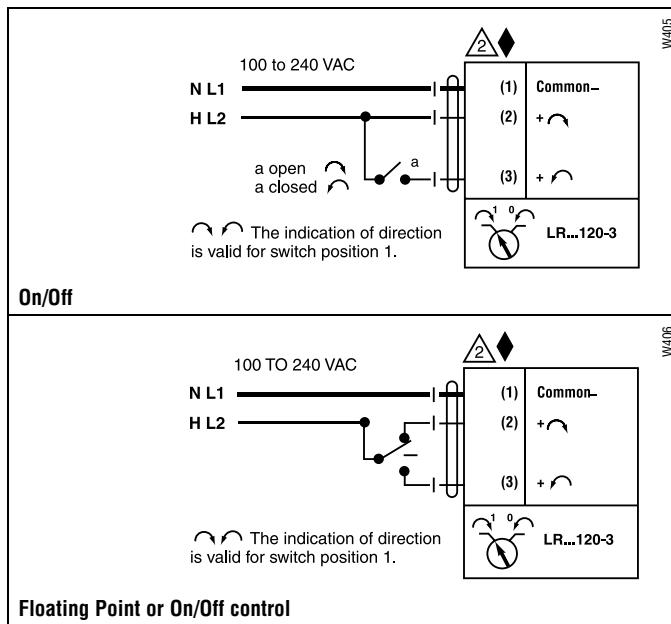 W405
2
100 to 240 VAC
N L1
(1) Common–
H L2
(2) +
a
a open
a closed
(3) +
The indication of direction
is valid for switch position 1.
1 0
LR...120-3
On/Off
W406
2
100 TO 240 VAC
N L1
(1) Common–
H L2
(2) +
(3) +
The indication of direction
is valid for switch position 1.
1 0
LR...120-3
Floating Point or On/Off control